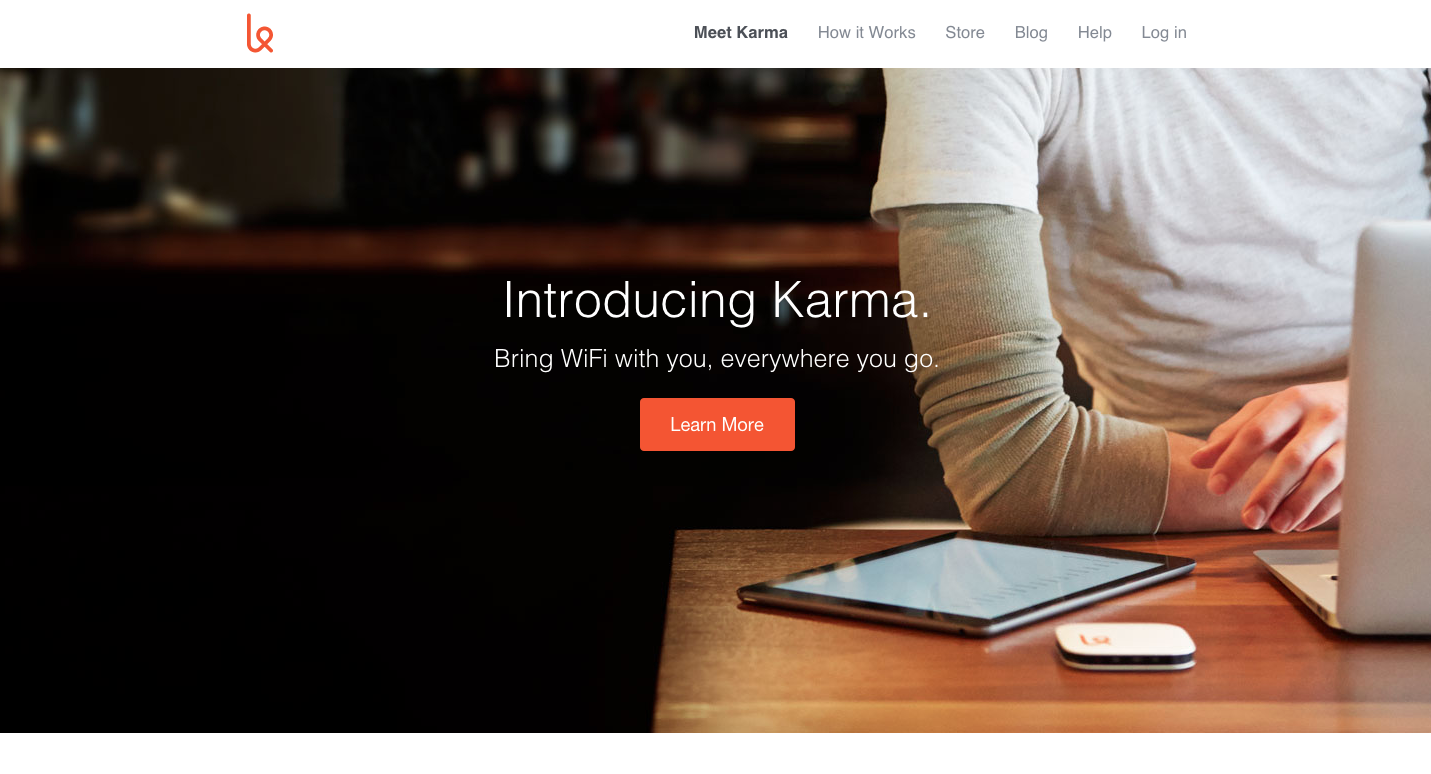 Meet Karma
How it Works
Store
Blog
Help
Log in
Introducing Karma.
Bring WiFi with you, everywhere you go.
Learn More